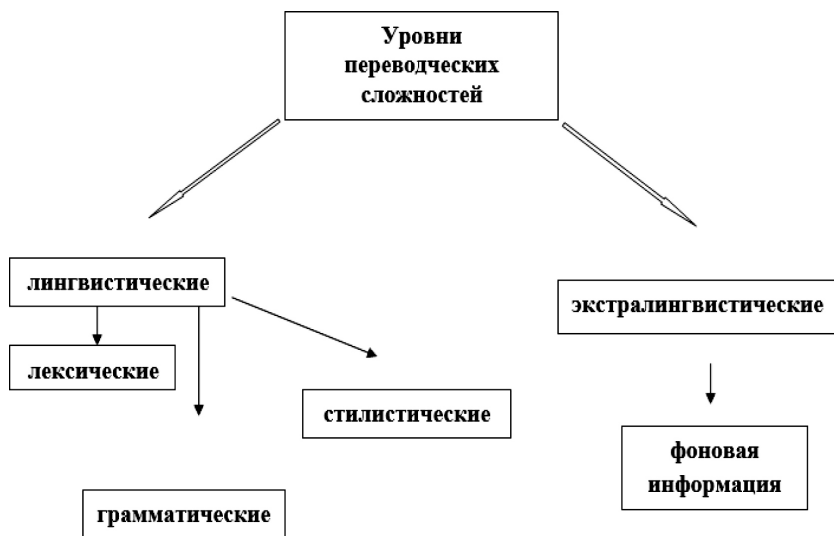 Уровни
переводческих
сложностей
лингвистические
экстралингвистические
лексические
стилистические
фоновая
информация
грамматические